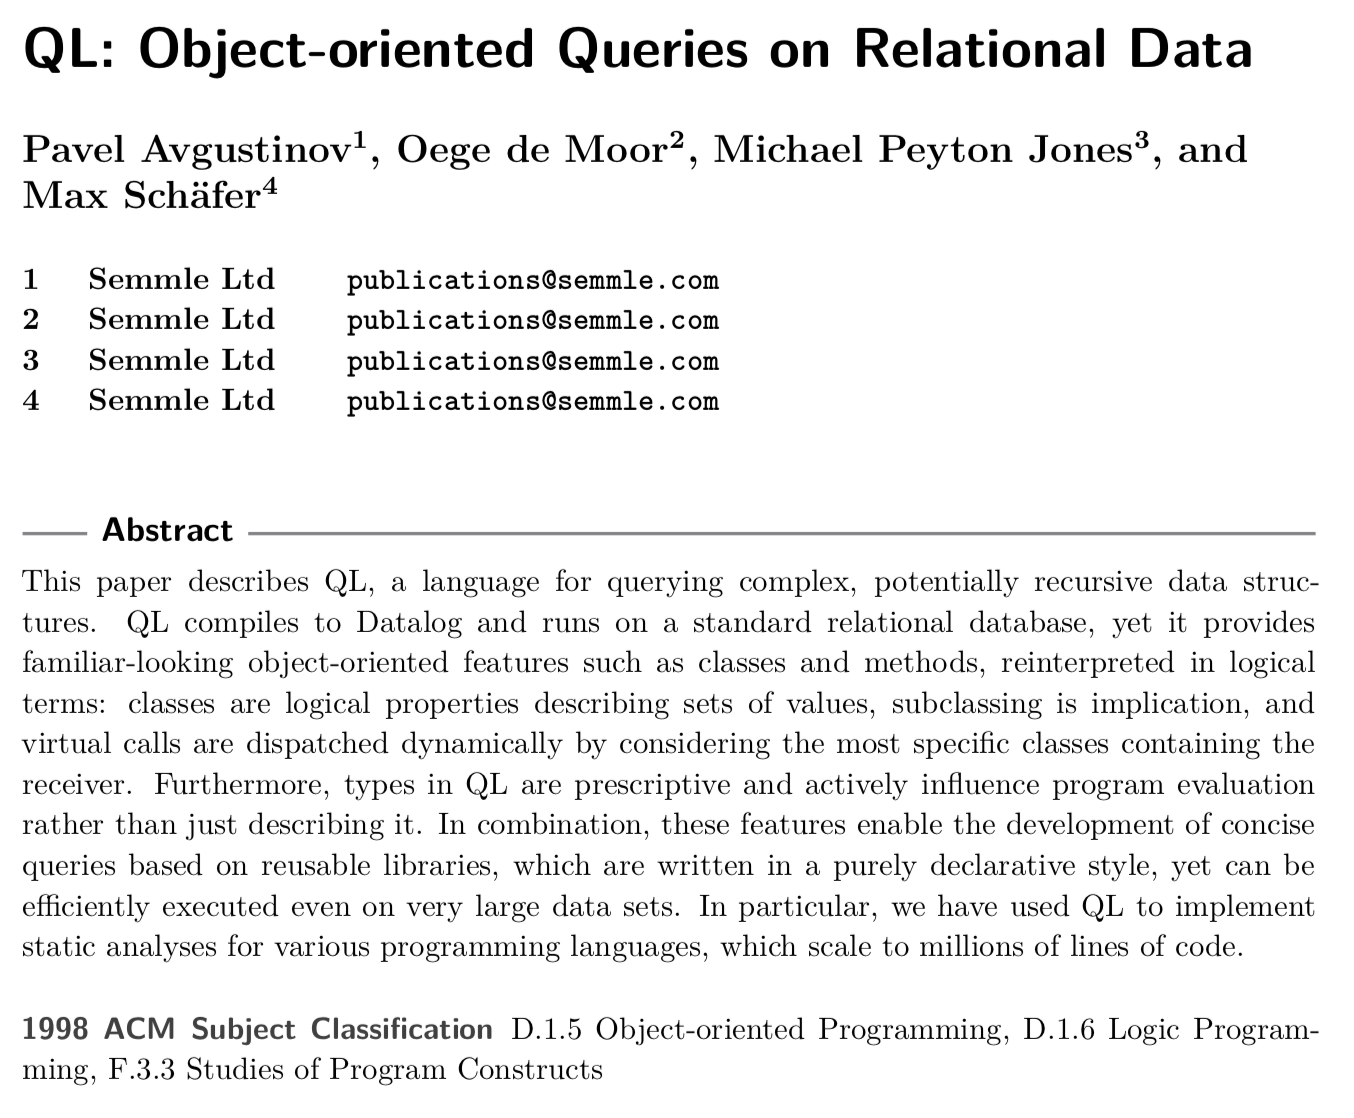 QL: Object-oriented Queries on Relational Data
Pavel Avgustinov¹, Oege de Moor², Michael Peyton Jones³, and
Max Schäfer⁴
1 Semmle Ltd publications@semmle.com
2 Semmle Ltd publications@semmle.com
3 Semmle Ltd publications@semmle.com
4 Semmle Ltd publications@semmle.com
Abstract
This paper describes QL, a language for querying complex, potentially recursive data struc-
tures. QL compiles to Datalog and runs on a standard relational database, yet it provides
familiar-looking object-oriented features such as classes and methods, reinterpreted in logical
terms: classes are logical properties describing sets of values, subclassing is implication, and
virtual calls are dispatched dynamically by considering the most specific classes containing the
receiver. Furthermore, types in QL are prescriptive and actively influence program evaluation
rather than just describing it. In combination, these features enable the development of concise
queries based on reusable libraries, which are written in a purely declarative style, yet can be
efficiently executed even on very large data sets. In particular, we have used QL to implement
static analyses for various programming languages, which scale to millions of lines of code.
1998 ACM Subject Classification D.1.5 Object-oriented Programming, D.1.6 Logic Program-
ming, F.3.3 Studies of Program Constructs